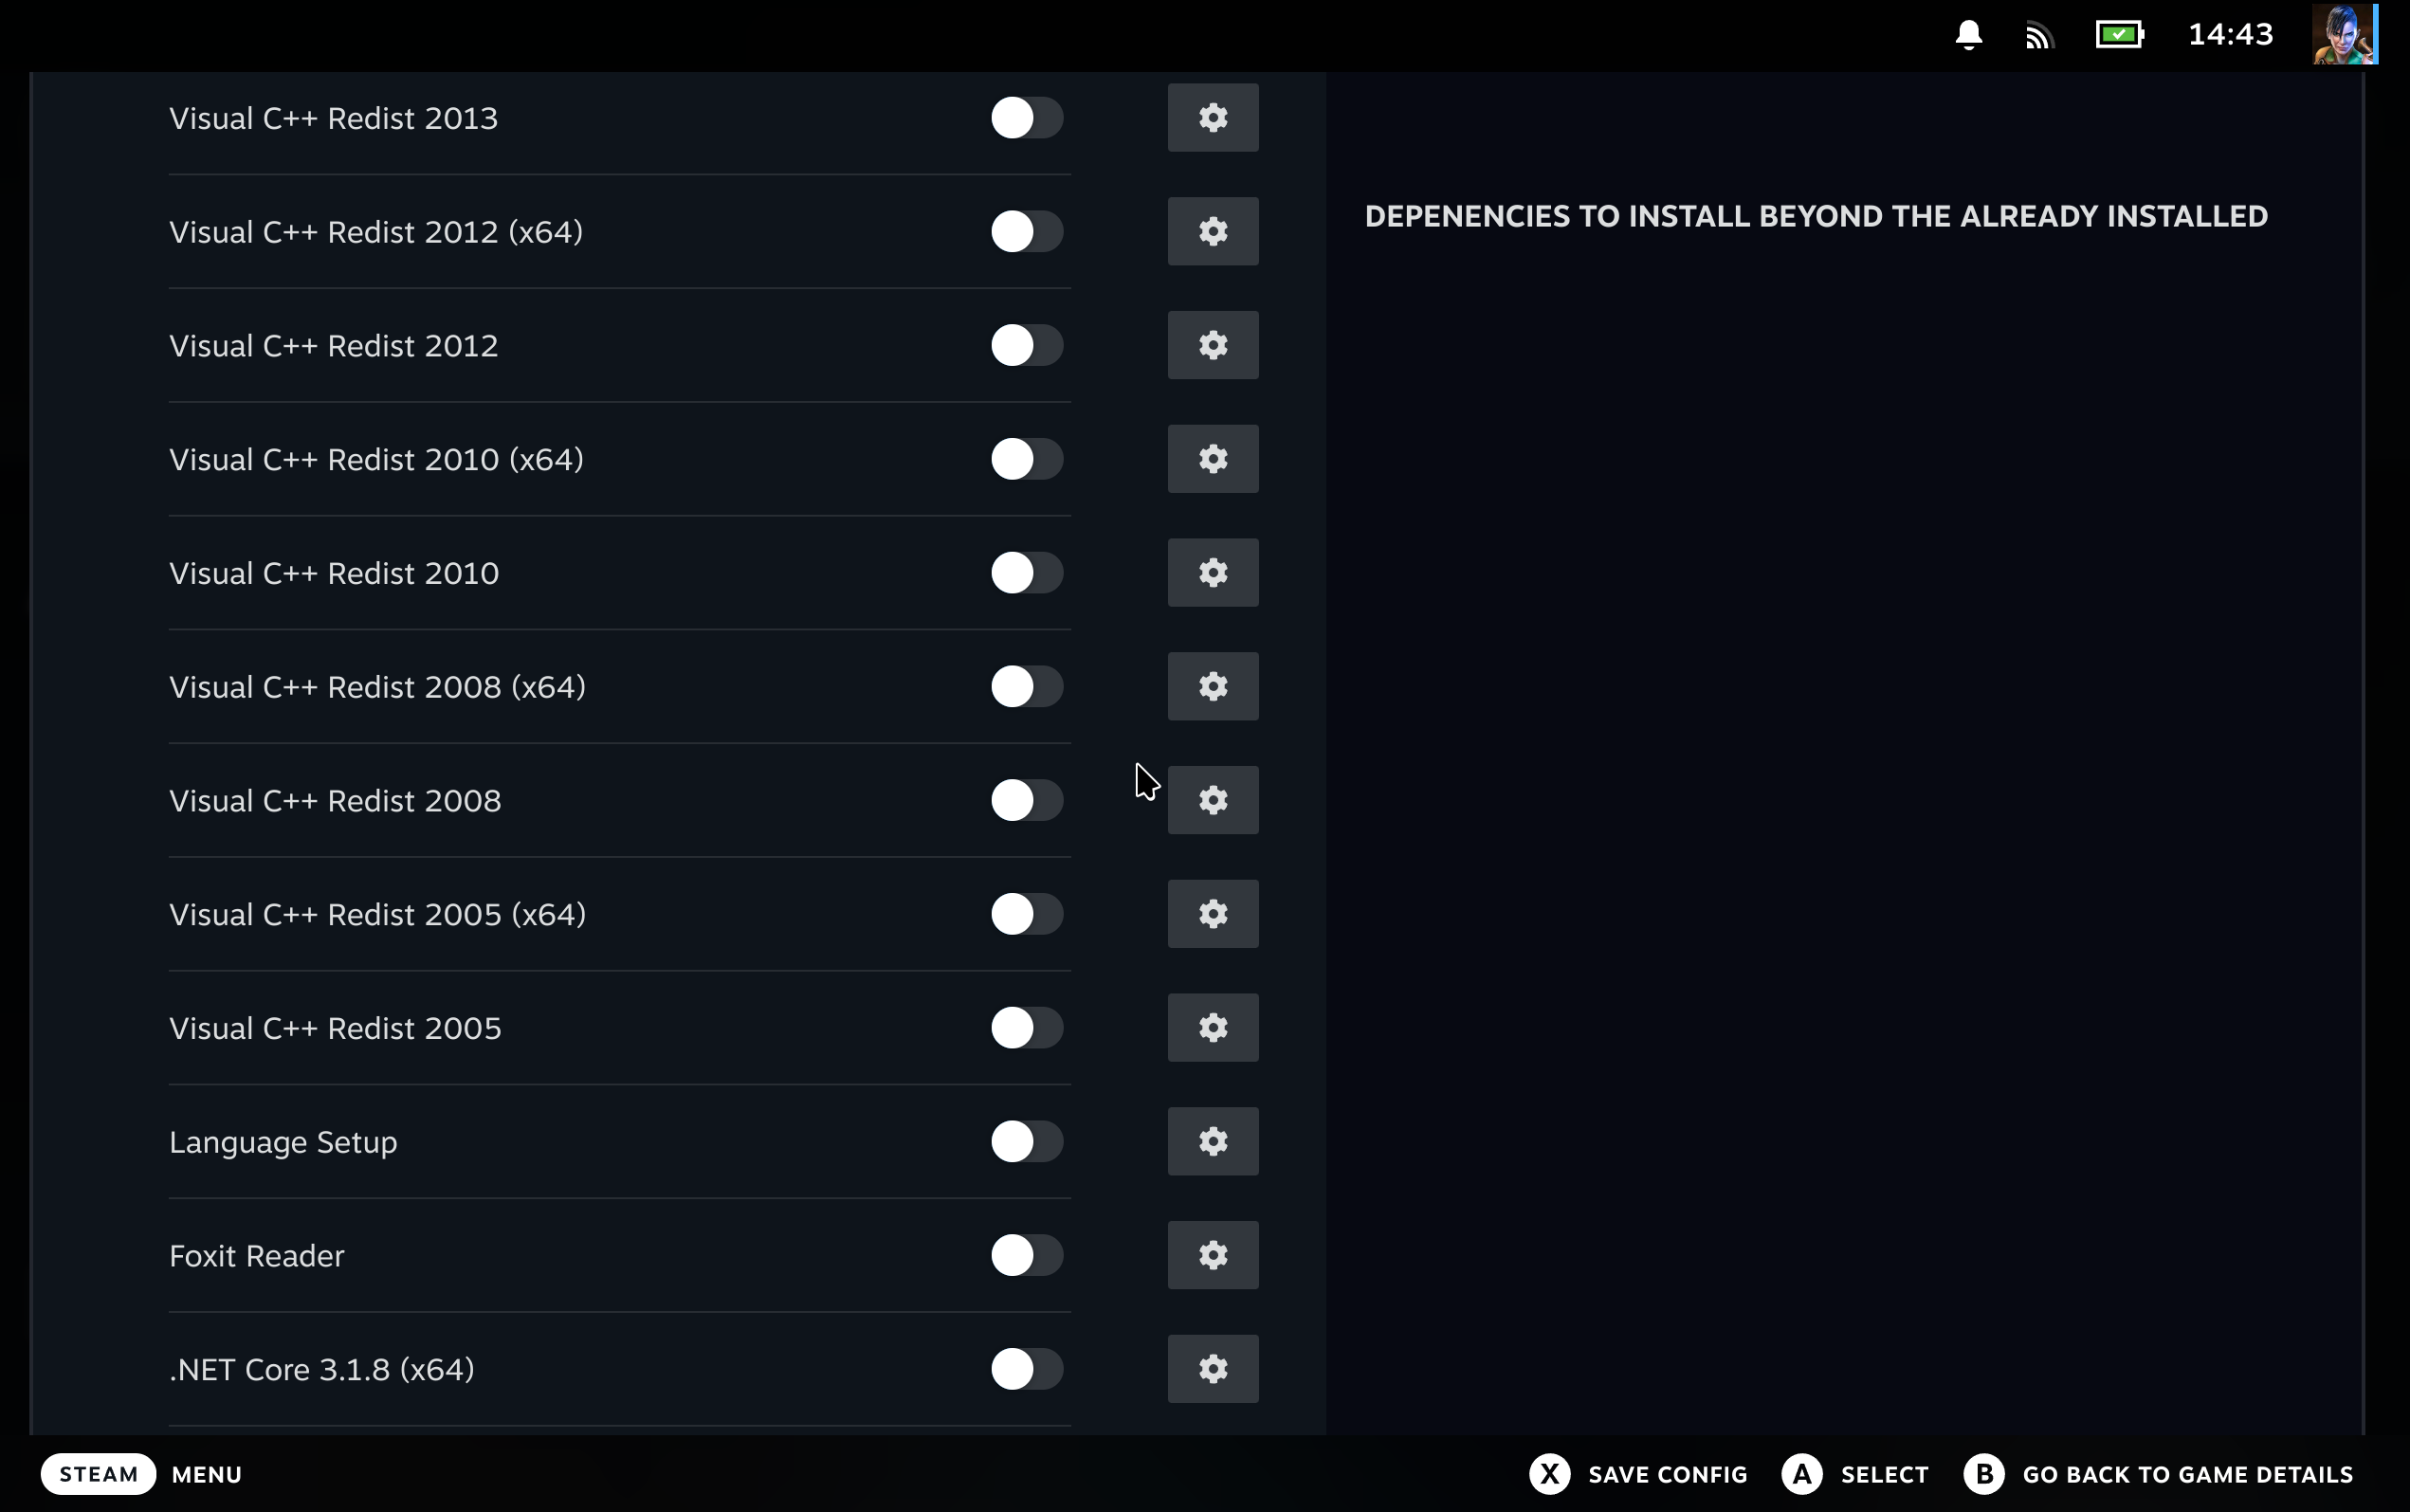 14:43
Visual C++ Redist 2013
DEPENENCIES TO INSTALL BEYOND THE ALREADY INSTALLED
Visual C++ Redist 2012 (x64)
Visual C++ Redist 2012
Visual C++ Redist 2010 (x64)
Visual C++ Redist 2010
Visual C++ Redist 2008 (x64)
Visual C++ Redist 2008
Visual C++ Redist 2005 (x64)
Visual C++ Redist 2005
Language Setup
Foxit Reader
.NET Core 3.1.8 (x64)
STEAM MENU X SAVE CONFIG A SELECT B GO BACK TO GAME DETAILS